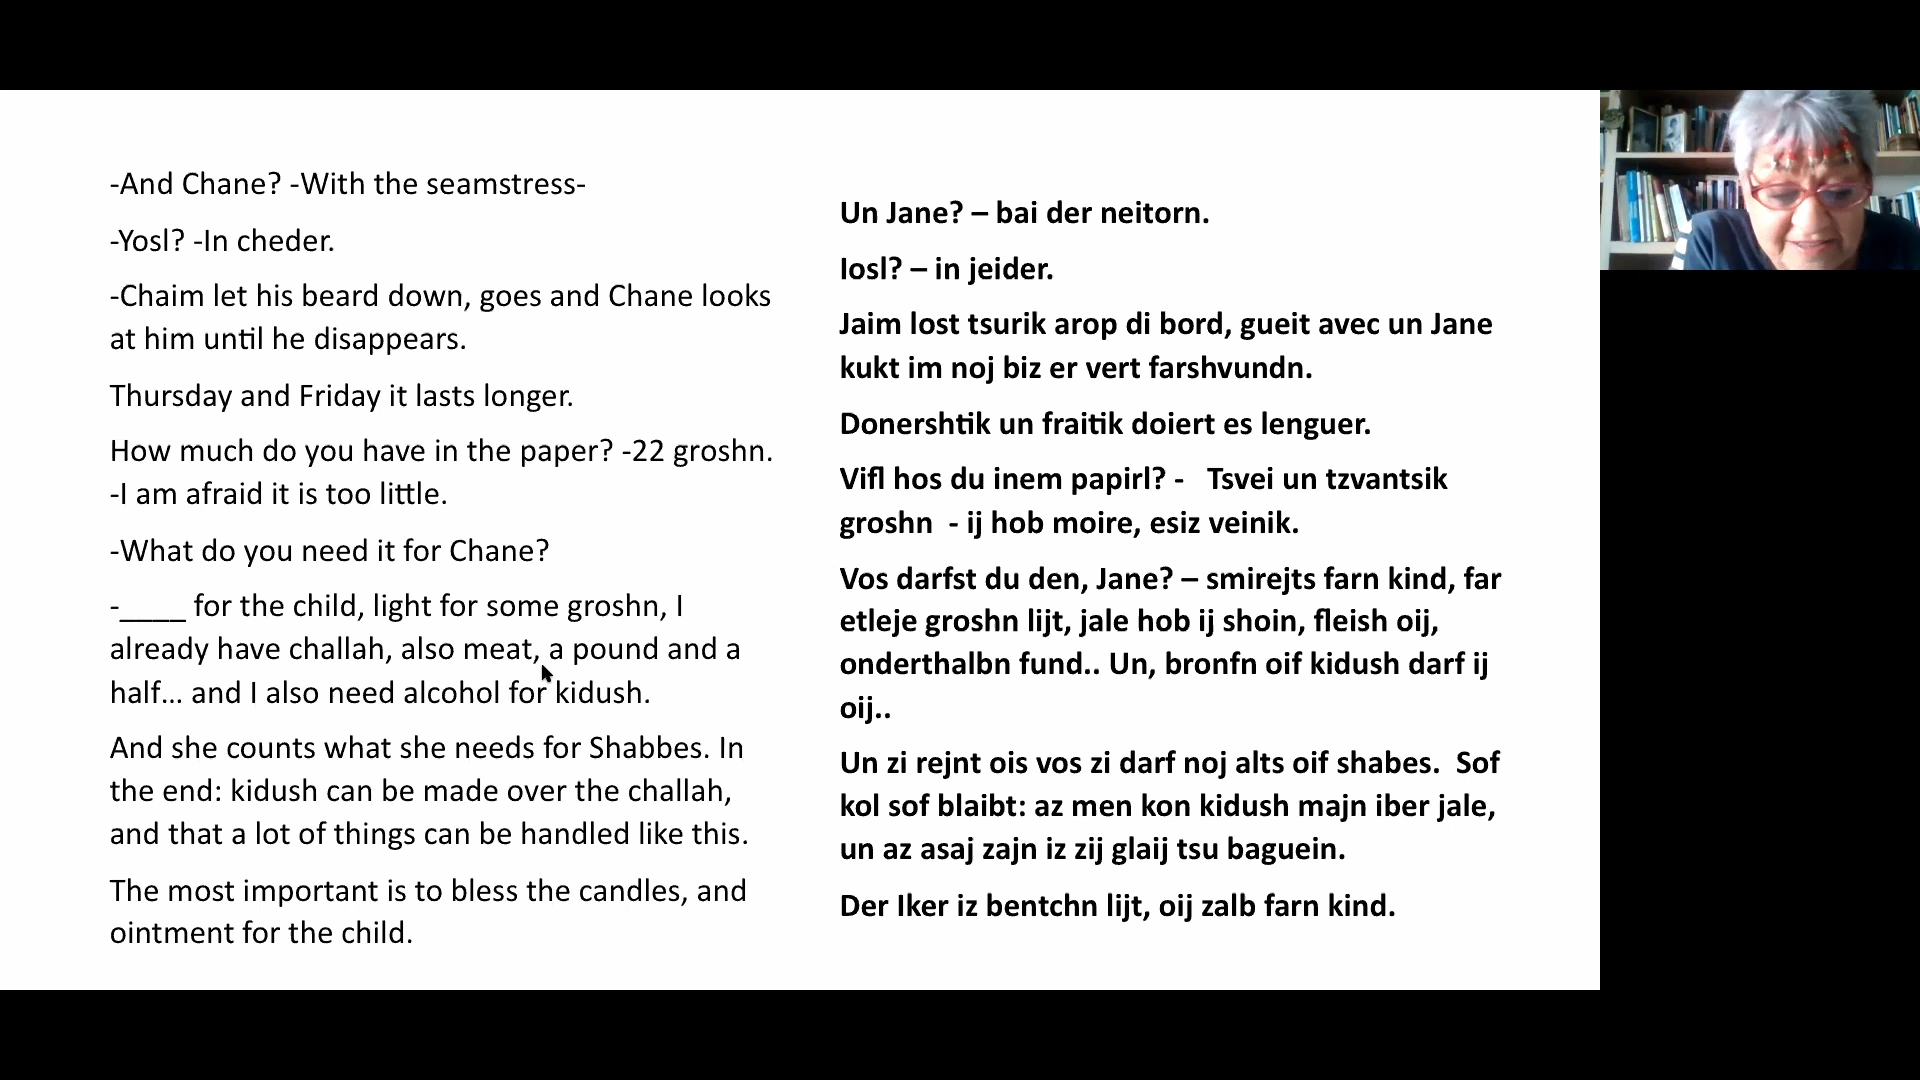 -And Chane? -With the seamstress-
-Yosl? -In cheder.
-Chaim let his beard down, goes and Chane looks
at him until he disappears.
Thursday and Friday it lasts longer.
How much do you have in the paper? -22 groshn.
-I am afraid it is too little.
-What do you need it for Chane?
-____ for the child, light for some groshn, I
already have challah, also meat, a pound and a
half... and I also need alcohol for kidush.
And she counts what she needs for Shabbes. In
the end: kidush can be made over the challah,
and that a lot of things can be handled like this.
The most important is to bless the candles, and
ointment for the child.
Un Jane? – bai der neitorn.
Iosl? – in jeider.
Jaim lost tsurik arop di bord, gueit avec un Jane
kukt im noj biz er vert farshvundn.
Donershtik un fraitik doiert es lenguer.
Vifl hos du inem papirl? - Tsvei un tzvantsik
groshn - ij hob moire, esiz veinik.
Vos darfst du den, Jane? – smirejts farn kind, far
etleje groshn lijt, jale hob ij shoin, fleish oij,
onderthalbn fund.. Un, bronfn oif kidush darf ij
oij..
Un zi rejnt ois vos zi darf noj alts oif shabes. Sof
kol sof blaibt: az men kon kidush majn iber jale,
un az asaj zajn iz zij glaij tsu baguein.
Der Iker iz bentchn lijt, oij zalb farn kind.